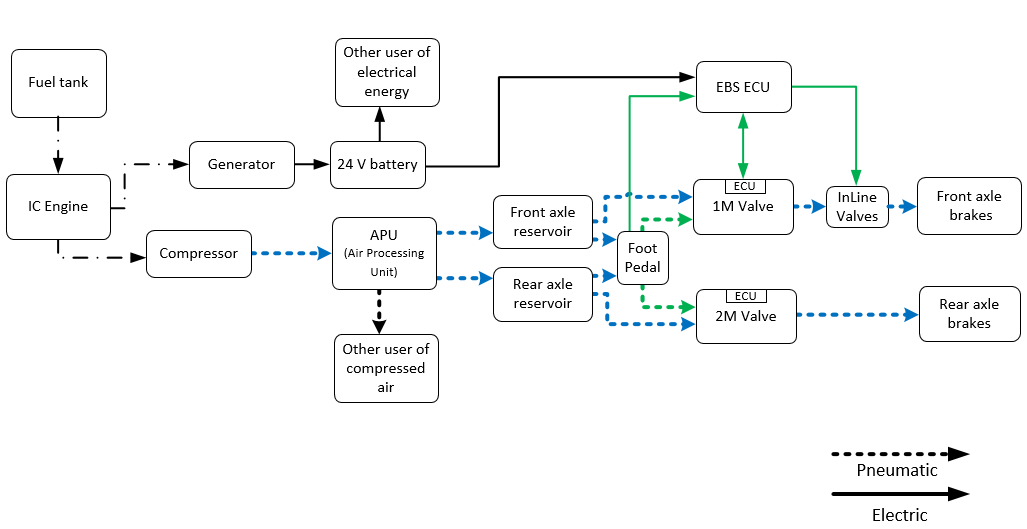 Fuel tank
Other user of
electrical
energy
EBS ECU
Generator
24 V battery
IC Engine
ECU
1M Valve
InLine
Valves
Front axle
brakes
Front axle
reservoir
Compressor
APU
(Air Processing
Unit)
Foot
Pedal
Rear axle
reservoir
ECU
2M Valve
Rear axle
brakes
Other user of
compressed
air
Pneumatic
Electric